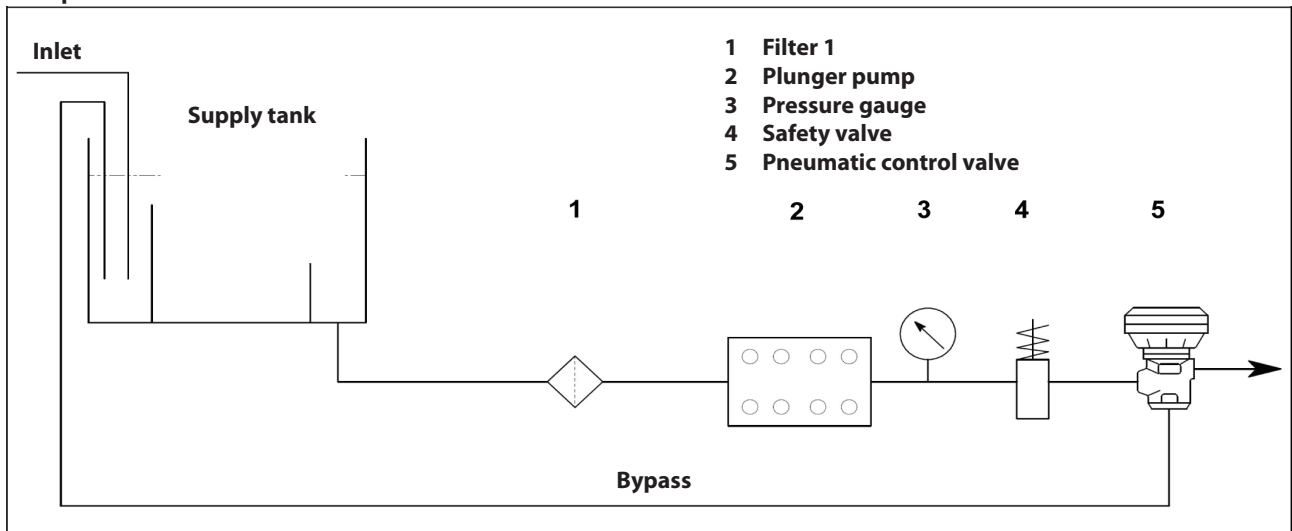 Inlet
Supply tank
1 Filter 1
2 Plunger pump
3 Pressure gauge
4 Safety valve
5 Pneumatic control valve
1 2 3 4 5
Bypass